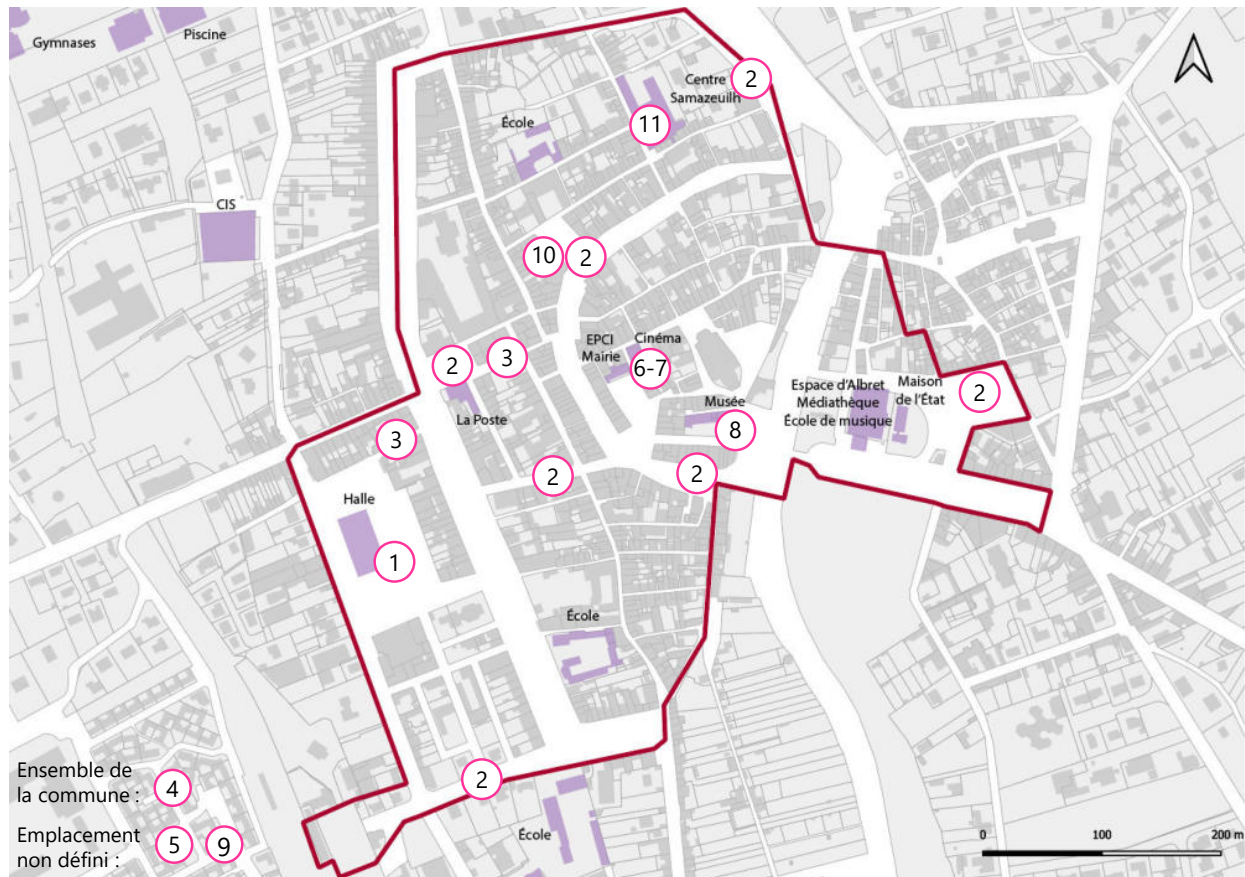 Gymnases
Piscine
2
Centre
Samazeuilh
École
11
CIS
10
2
EPCI
Mairie
Cinéma
6-7
2
3
La Poste
Espace d'Albret
Médiathèque
École de musique
Maison
de l'État
2
Musée
8
3
2
2
Halle
1
École
2
Ensemble de
la commune :
4
Emplacement
non défini :
5
9
École
0
100
200 m